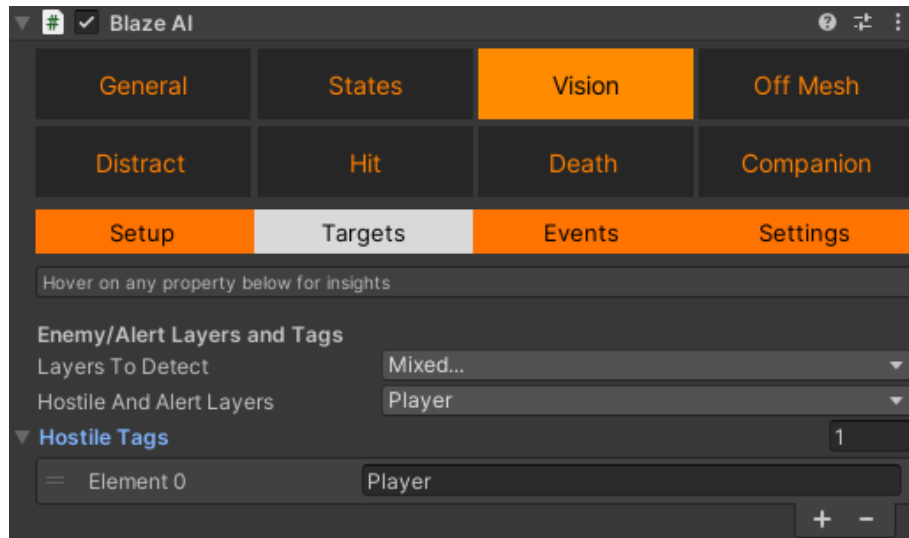 # Blaze AI
General States Vision Off Mesh
Distract Hit Death Companion
Setup Targets Events Settings
Hover on any property below for insights
Enemy/Alert Layers and Tags
Layers To Detect Mixed...
Hostile And Alert Layers Player
Hostile Tags 1
= Element 0 Player
+ −